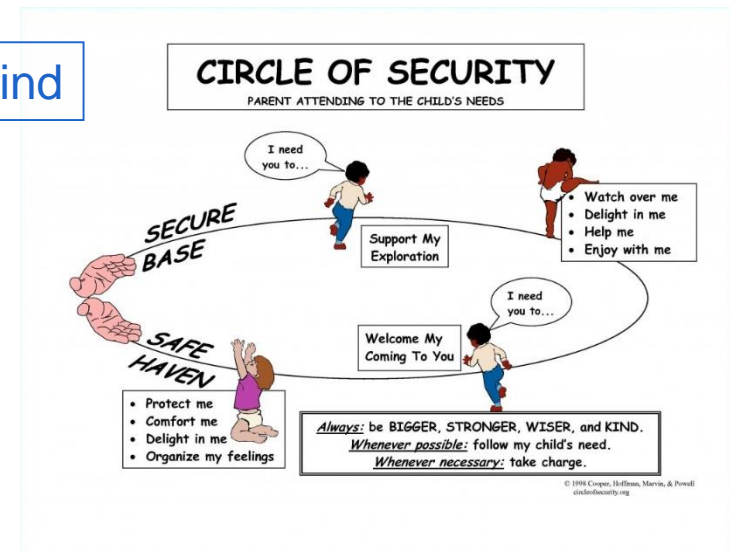 ind
CIRCLE OF SECURITY
PARENT ATTENDING TO THE CHILD'S NEEDS
I need
you to...
SECURE
BASE
Support My
Exploration
• Watch over me
• Delight in me
• Help me
• Enjoy with me
I need
you to...
Welcome My
Coming To You
SAFE
HAVEN
• Protect me
• Comfort me
• Delight in me
• Organize my feelings
Always: be BIGGER, STRONGER, WISER, and KIND.
Whenever possible: follow my child's need.
Whenever necessary: take charge.
© 1998 Cooper, Hoffman, Marvin, & Powell
circleofsecurity.org